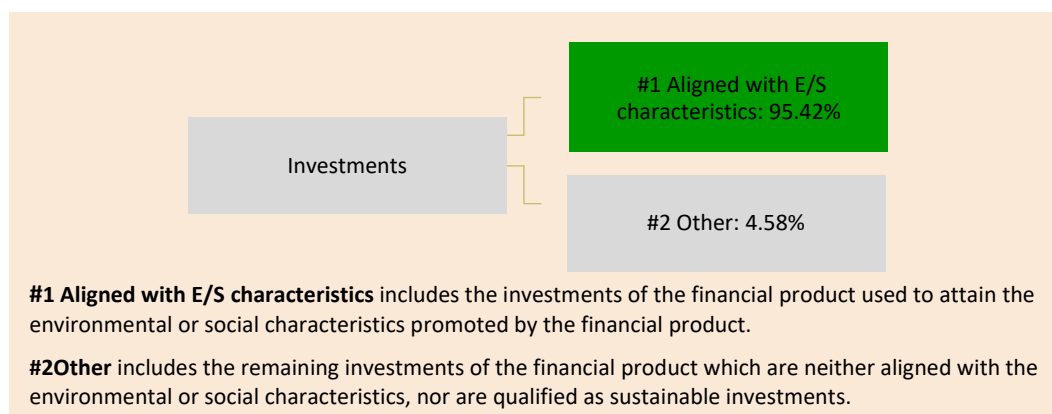 #1 Aligned with E/S
characteristics: 95.42%
Investments
#2 Other: 4.58%
#1 Aligned with E/S characteristics includes the investments of the financial product used to attain the
environmental or social characteristics promoted by the financial product.
#2Other includes the remaining investments of the financial product which are neither aligned with the
environmental or social characteristics, nor are qualified as sustainable investments.